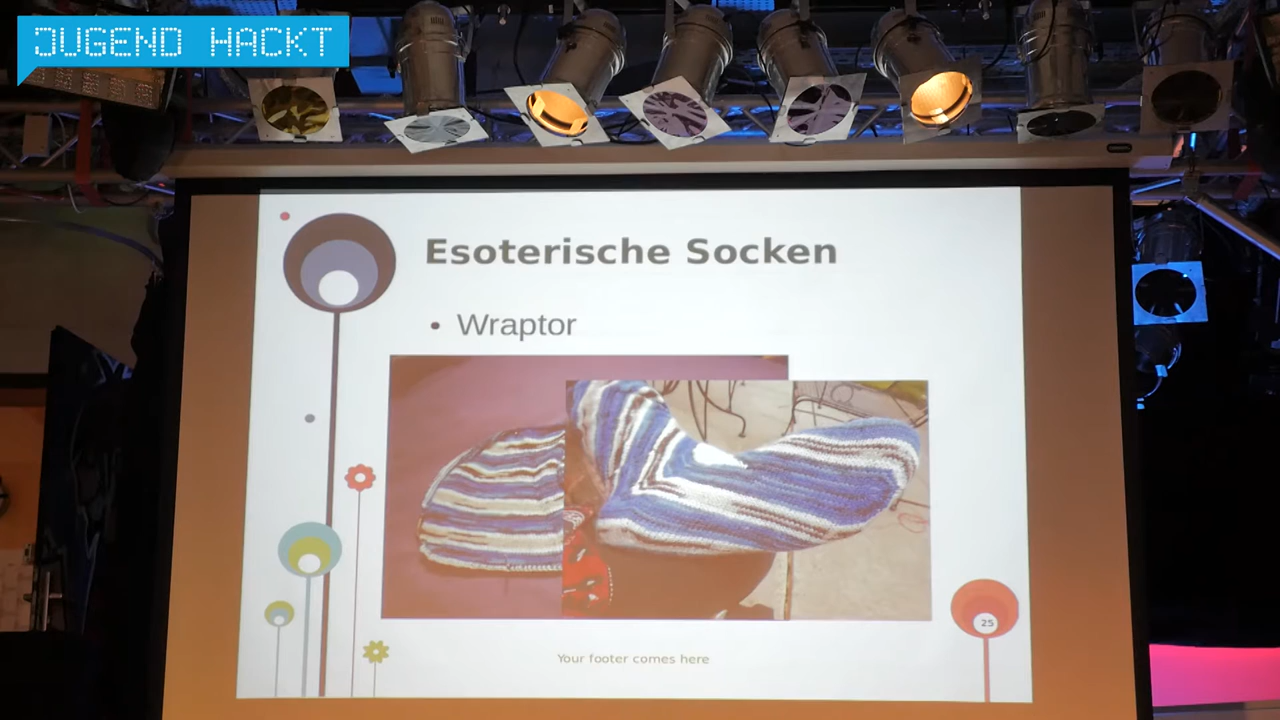 JUGEND HACKT
Esoterische Socken
• Wraptor
25
Your footer comes here